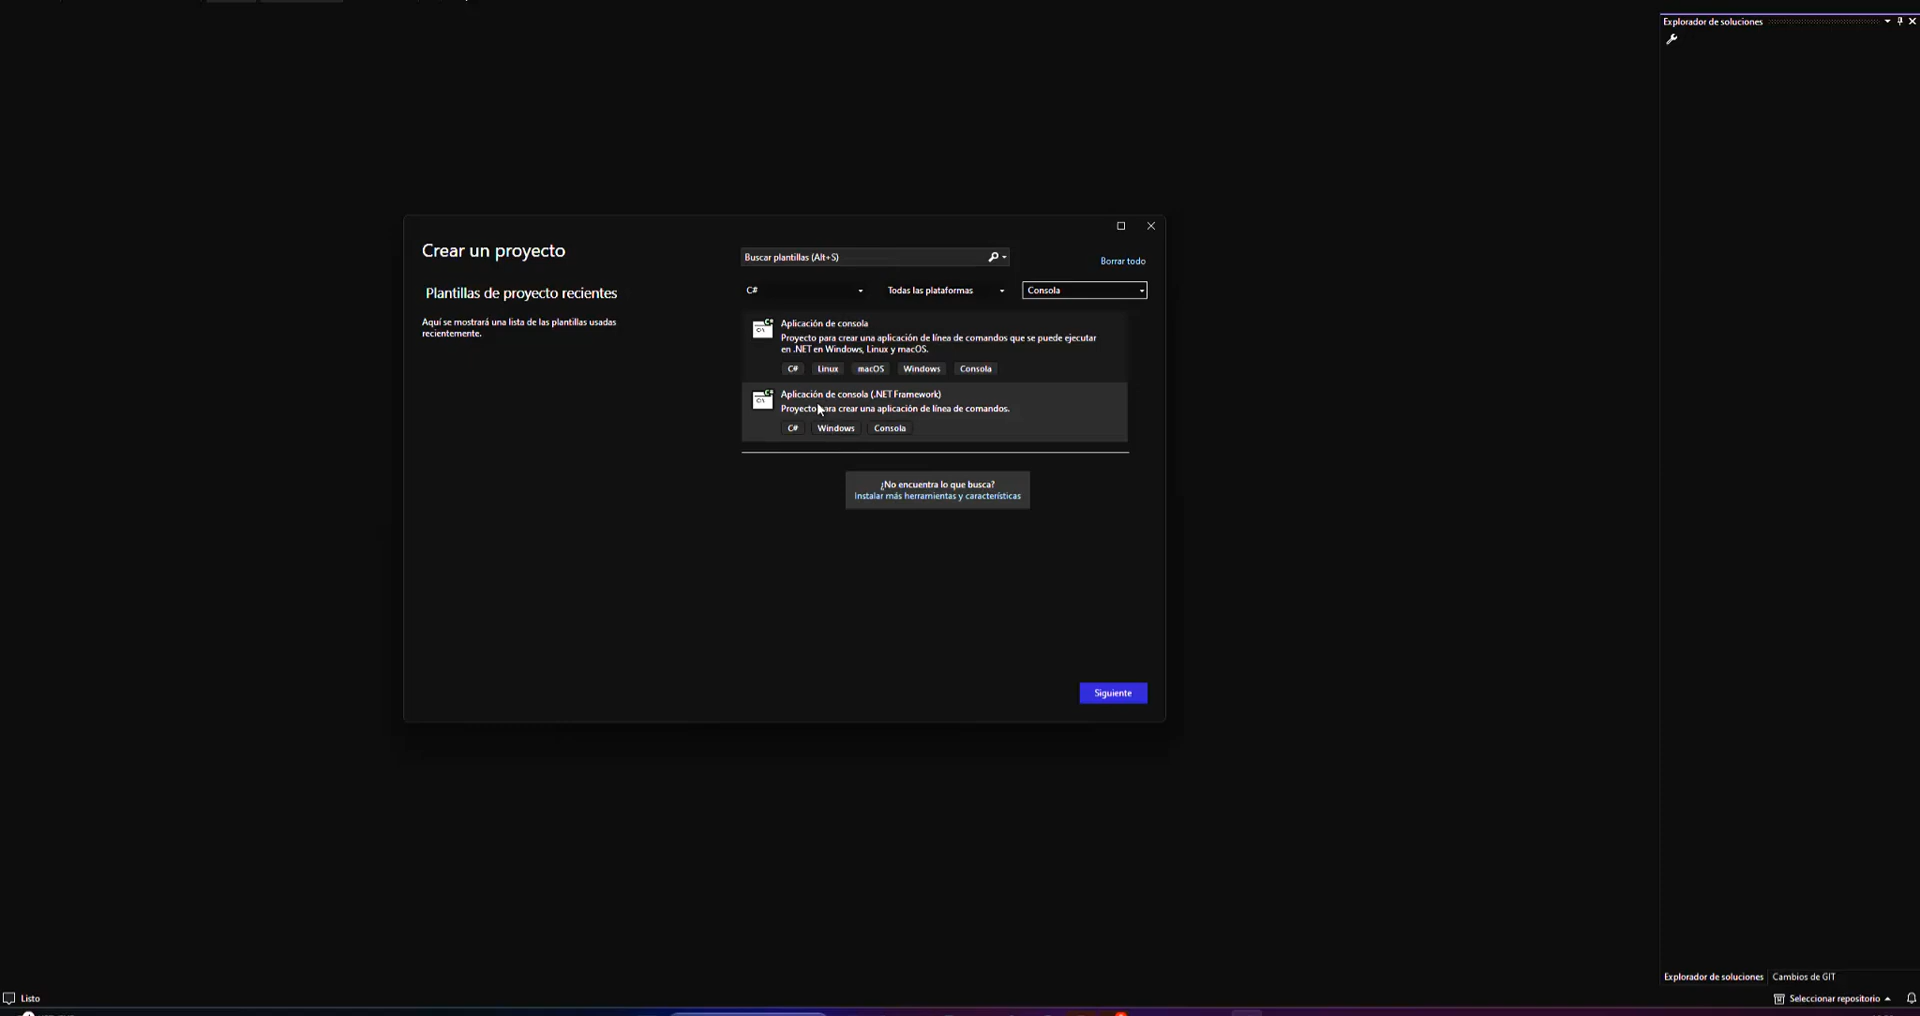 Explorador de soluciones
Crear un proyecto
Buscar plantillas (Alt+S)
Borrar todo
Plantillas de proyecto recientes
C#
Todas las plataformas
Consola
Aquí se mostrará una lista de las plantillas usadas
recientemente.
Aplicación de consola
Proyecto para crear una aplicación de línea de comandos que se puede ejecutar
en .NET en Windows, Linux y macOS.
C#
Linux
macOS
Windows
Consola
Aplicación de consola (.NET Framework)
Proyecto para crear una aplicación de línea de comandos.
C#
Windows
Consola
¿No encuentra lo que busca?
Instalar más herramientas y características
Siguiente
Explorador de soluciones
Cambios de GIT
Listo
Seleccionar repositorio